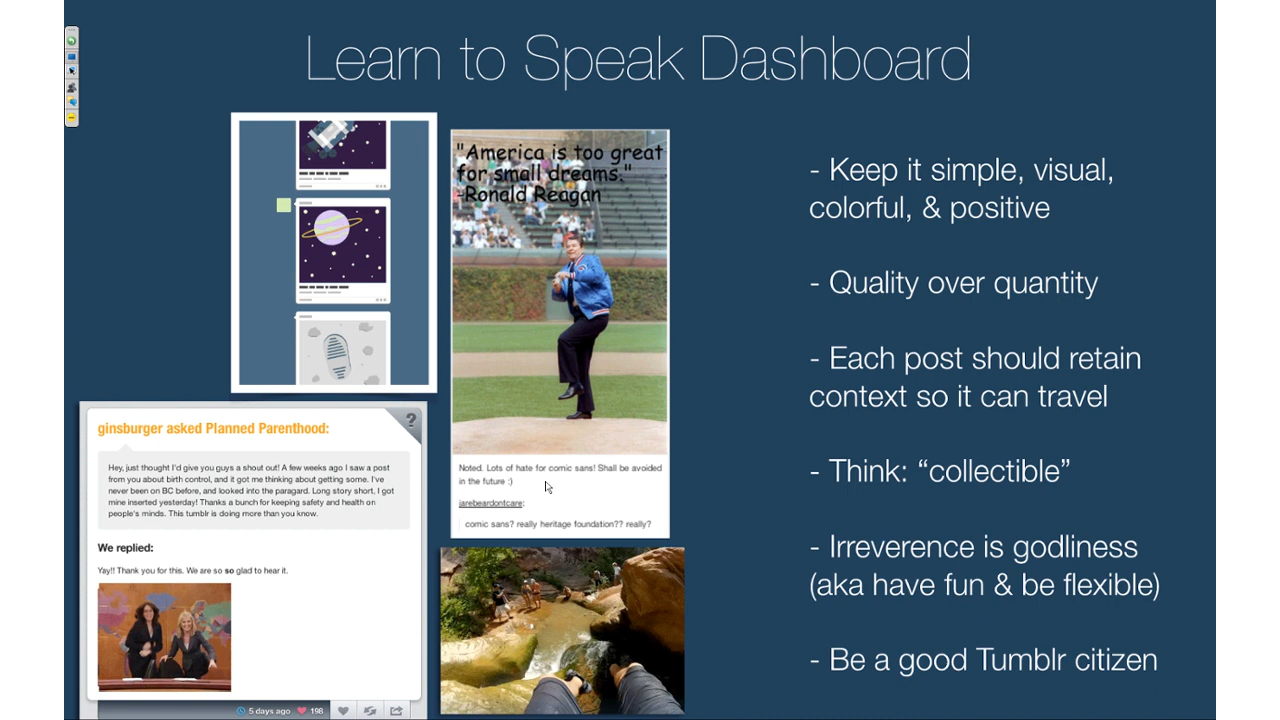 Learn to Speak Dashboard
"America is too great
for small dreams."
-Ronald Reagan
Noted. Lots of hate for comic sans! Shall be avoided
in the future :)
jarebeardontcare:
comic sans? really heritage foundation?? really?
ginsburger asked Planned Parenthood:
?
Hey, just thought I'd give you guys a shout out! A few weeks ago I saw a post
from you about birth control, and it got me thinking about getting some. I've
never been on BC before, and looked into the paragard. Long story short, I got
mine inserted yesterday! Thanks a bunch for keeping safety and health on
people's minds. This tumblr is doing more than you know.
We replied:
Yay!! Thank you for this. We are so so glad to hear it.
5 days ago 198
- Keep it simple, visual,
colorful, & positive
- Quality over quantity
- Each post should retain
context so it can travel
- Think: “collectible”
- Irreverence is godliness
(aka have fun & be flexible)
- Be a good Tumblr citizen